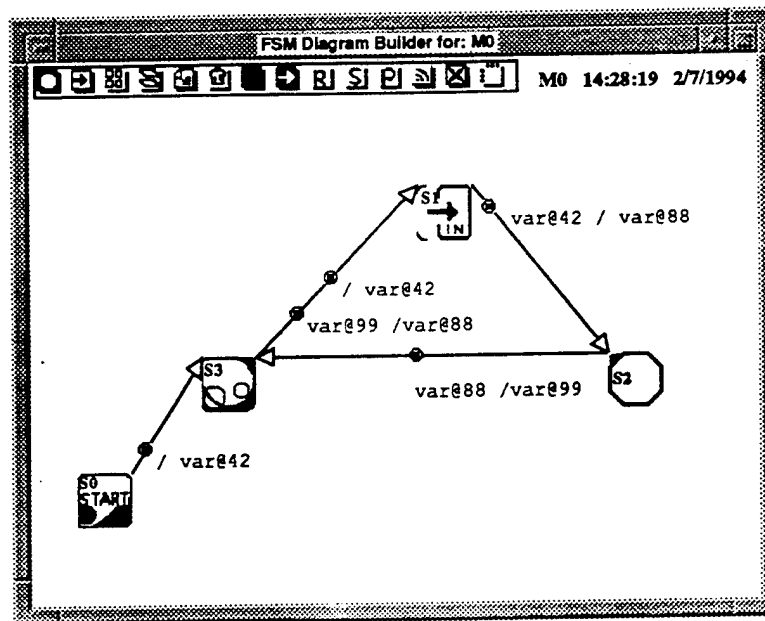 FSM Diagram Builder for: M0
R S P M0 14:28:19 2/7/1994
S1
IN
var@42 / var@88
/ var@42
var@99 /var@88
S3
S2
var@88 /var@99
/ var@42
S0
START